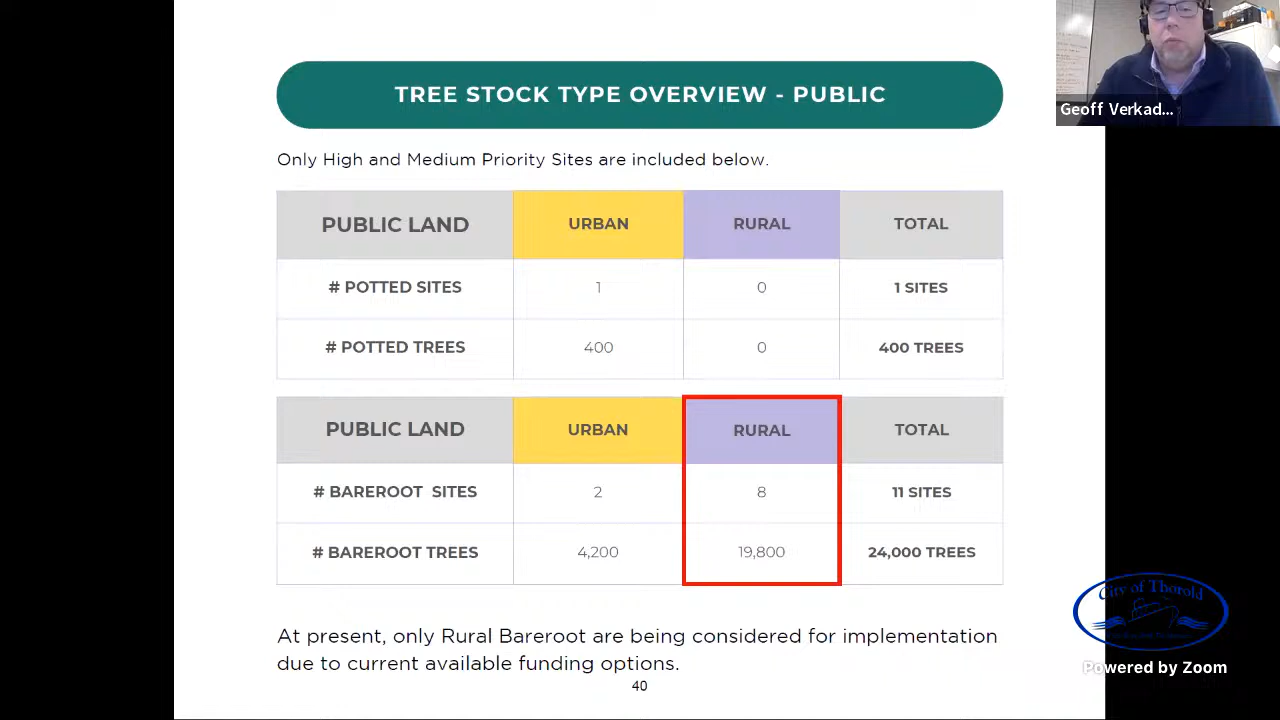 TREE STOCK TYPE OVERVIEW - PUBLIC
Geoff Verkad...
Only High and Medium Priority Sites are included below.
PUBLIC LAND URBAN RURAL TOTAL
# POTTED SITES 1 0 1 SITES
# POTTED TREES 400 0 400 TREES
PUBLIC LAND URBAN RURAL TOTAL
# BAREROOT SITES 2 8 11 SITES
# BAREROOT TREES 4,200 19,800 24,000 TREES
City of Thorold
At present, only Rural Bareroot are being considered for implementation
due to current available funding options.
Powered by Zoom
40